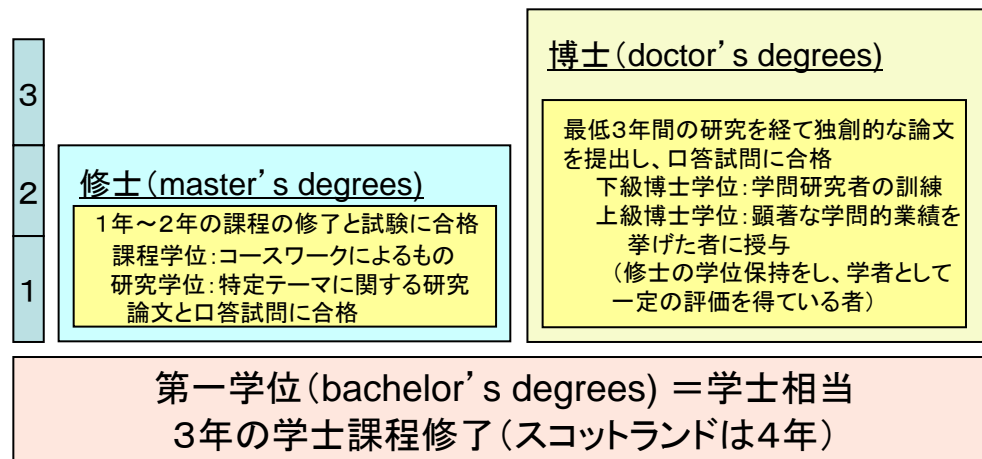 3
2
1
修士(master’s degrees)
1年～2年の課程の修了と試験に合格
課程学位:コースワークによるもの
研究学位:特定テーマに関する研究
論文と口答試問に合格
博士(doctor’s degrees)
最低3年間の研究を経て独創的な論文
を提出し、口答試問に合格
下級博士学位:学問研究者の訓練
上級博士学位:顕著な学問的業績を
挙げた者に授与
(修士の学位保持をし、学者として
一定の評価を得ている者)
第一学位(bachelor’s degrees) =学士相当
3年の学士課程修了(スコットランドは4年)